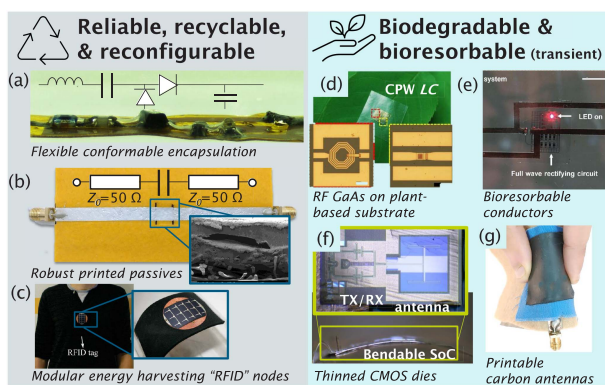 Reliable, recyclable,
& reconfigurable
(a)
Flexible conformable encapsulation
(b)
Z0=50 Ω
Z0=50 Ω
Robust printed passives
(c)
RFID tag
Modular energy harvesting “RFID” nodes
Biodegradable &
bioresorbable (transient)
(d)
CPW LC
RF GaAs on plant-
based substrate
(e)
system
LED on
Full wave rectifying circuit
Bioresorbable
conductors
(f)
TX/RX
antenna
Bendable SoC
Thinned CMOS dies
(g)
Printable
carbon antennas